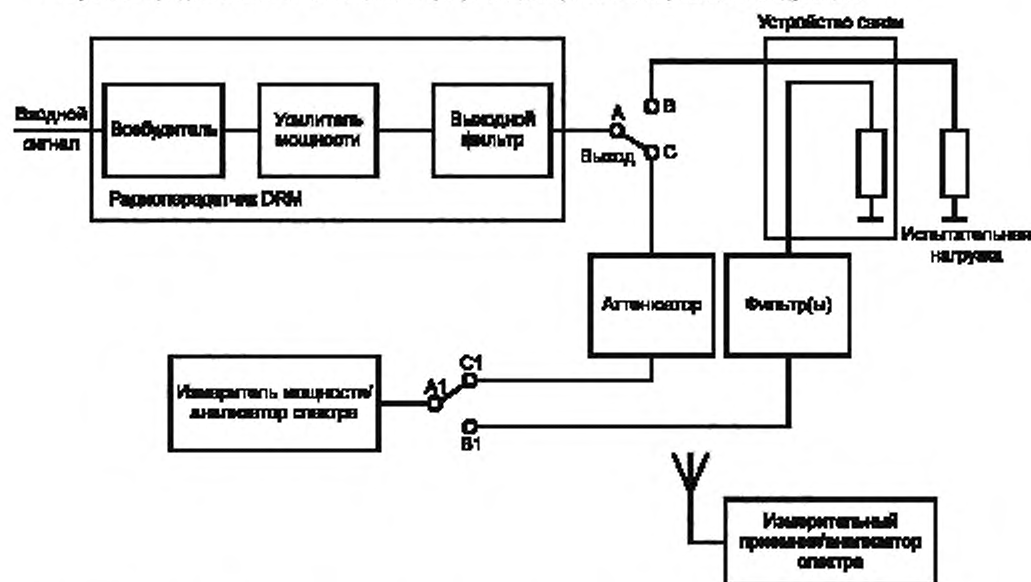 Устройство связи
Входной
сигнал
Возбудитель
Усилитель
мощности
Выходной
фильтр
Радиопередатчик DRM
A
B
C
Выход
Испытательная
нагрузка
Аттенюатор
Фильтр(ы)
Измеритель мощности/
анализатор спектра
A1
C1
B1
Измерительный
приемник/анализатор
спектра